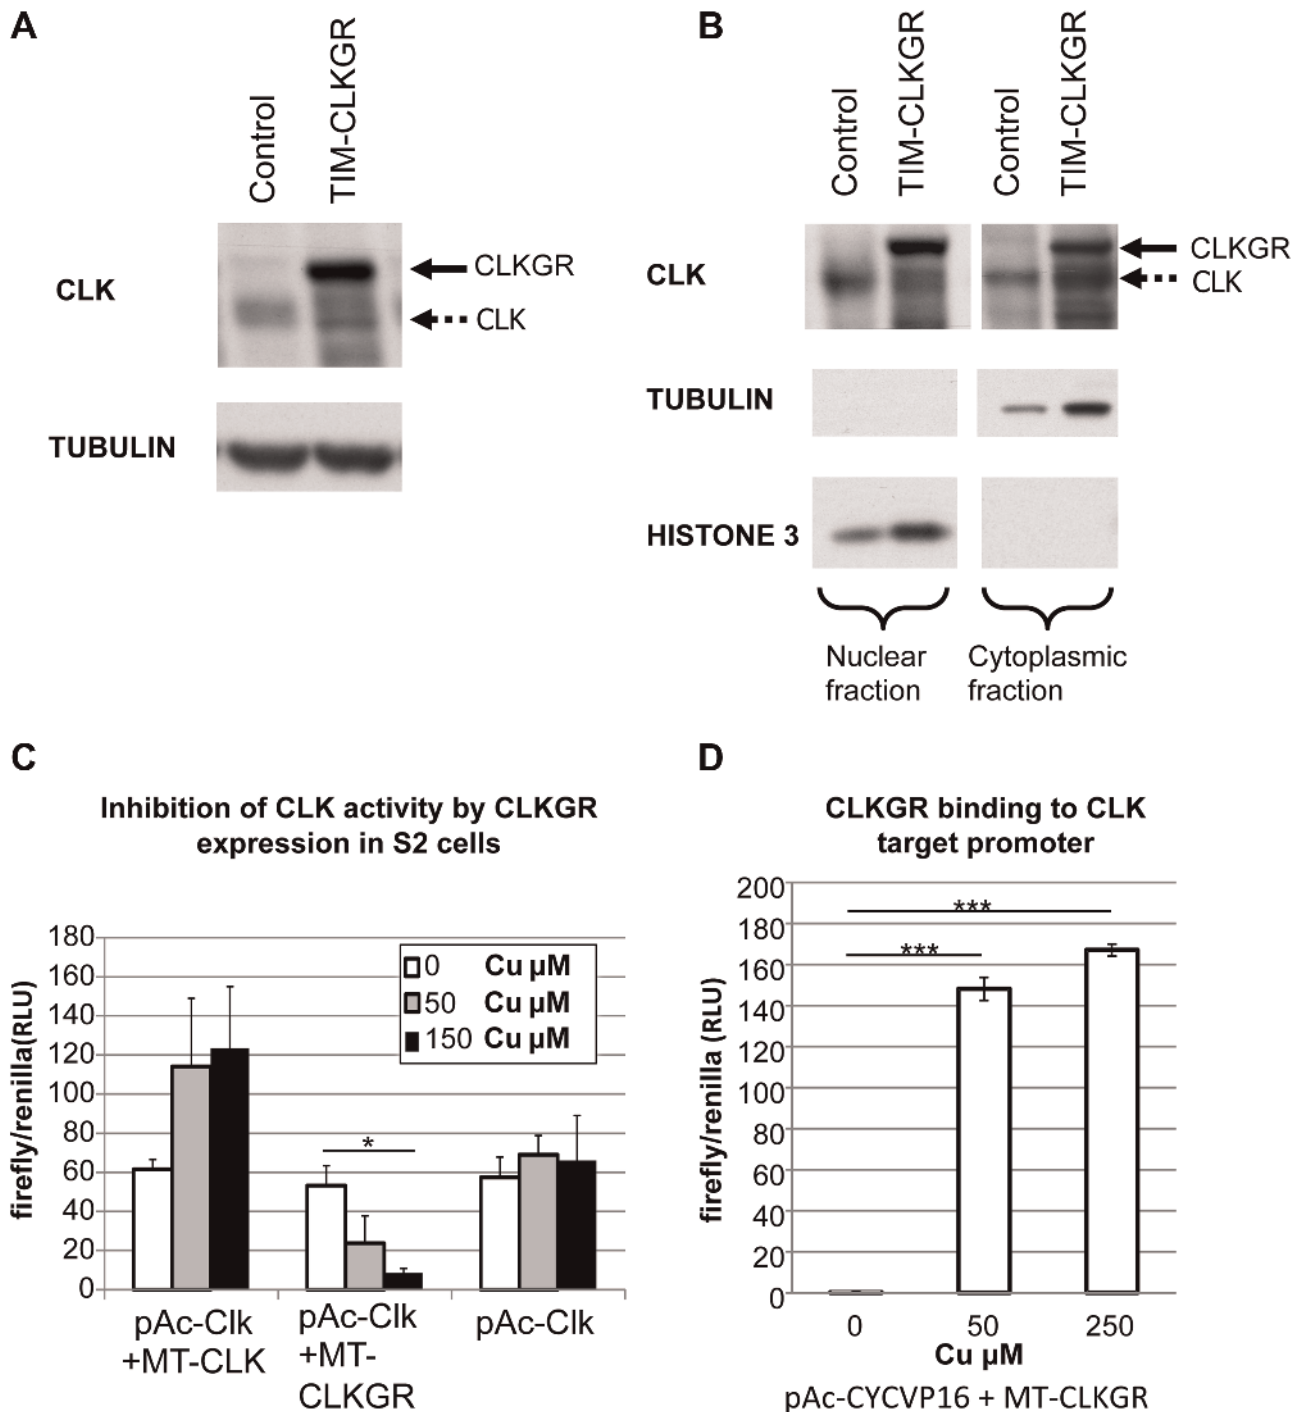 A
Control
TIM-CLKGR
CLK
CLKGR
CLK
TUBULIN
B
Control
TIM-CLKGR
Control
TIM-CLKGR
CLK
CLKGR
CLK
TUBULIN
HISTONE 3
Nuclear
fraction
Cytoplasmic
fraction
C
Inhibition of CLK activity by CLKGR
expression in S2 cells
firefly/renilla(RLU)
180
160
140
120
100
80
60
40
20
0
0 Cu µM
50 Cu µM
150 Cu µM
*
pAc-Clk
+MT-CLK
pAc-Clk
+MT-
CLKGR
pAc-Clk
D
CLKGR binding to CLK
target promoter
firefly/renilla (RLU)
200
180
160
140
120
100
80
60
40
20
0
***
***
0 50 250
Cu µM
pAc-CYCVP16 + MT-CLKGR